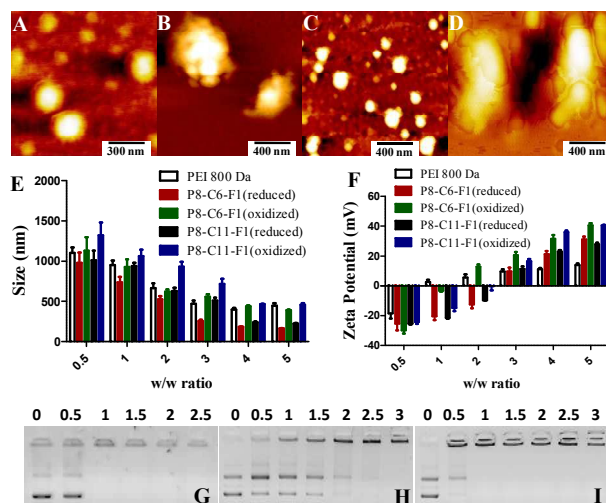 A B C D
300 nm 400 nm 400 nm 400 nm
E
PEI 800 Da
P8-C6-F1(reduced)
P8-C6-F1(oxidized)
P8-C11-F1(reduced)
P8-C11-F1(oxidized)
Size (nm)
2000
1500
1000
500
0
0.5 1 2 3 4 5
w/w ratio
F
PEI 800 Da
P8-C6-F1(reduced)
P8-C6-F1(oxidized)
P8-C11-F1(reduced)
P8-C11-F1(oxidized)
Zeta Potential (mV)
60
40
20
0
-20
-40
0.5 1 2 3 4 5
w/w ratio
0 0.5 1 1.5 2 2.5
G
0 0.5 1 1.5 2 2.5 3
H
0 0.5 1 1.5 2 2.5 3
I